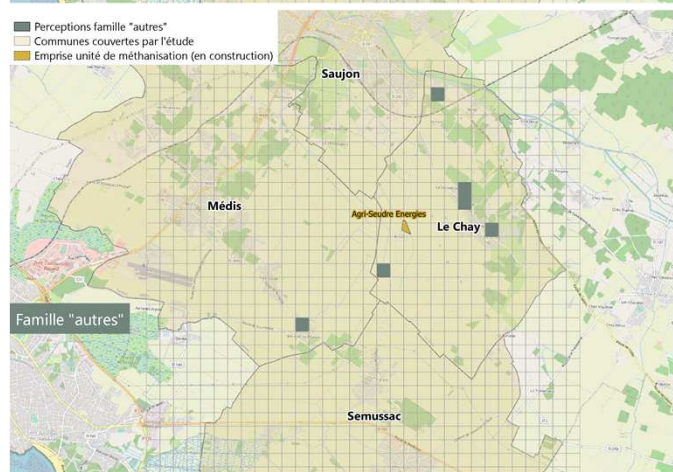 Perceptions famille "autres"
Communes couvertes par l'étude
Emprise unité de méthanisation (en construction)
Saujon
Médis
Agri-Seudre Energies
Le Chay
Famille "autres"
Semussac